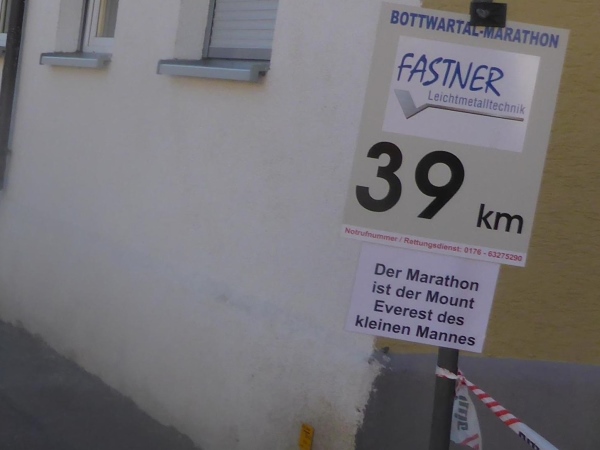 BOTTWARTAL-MARATHON
FASTNER
Leichtmetalltechnik
39 km
Notrufnummer / Rettungsdienst: 0176 - 63275290
Der Marathon
ist der Mount
Everest des
kleinen Mannes